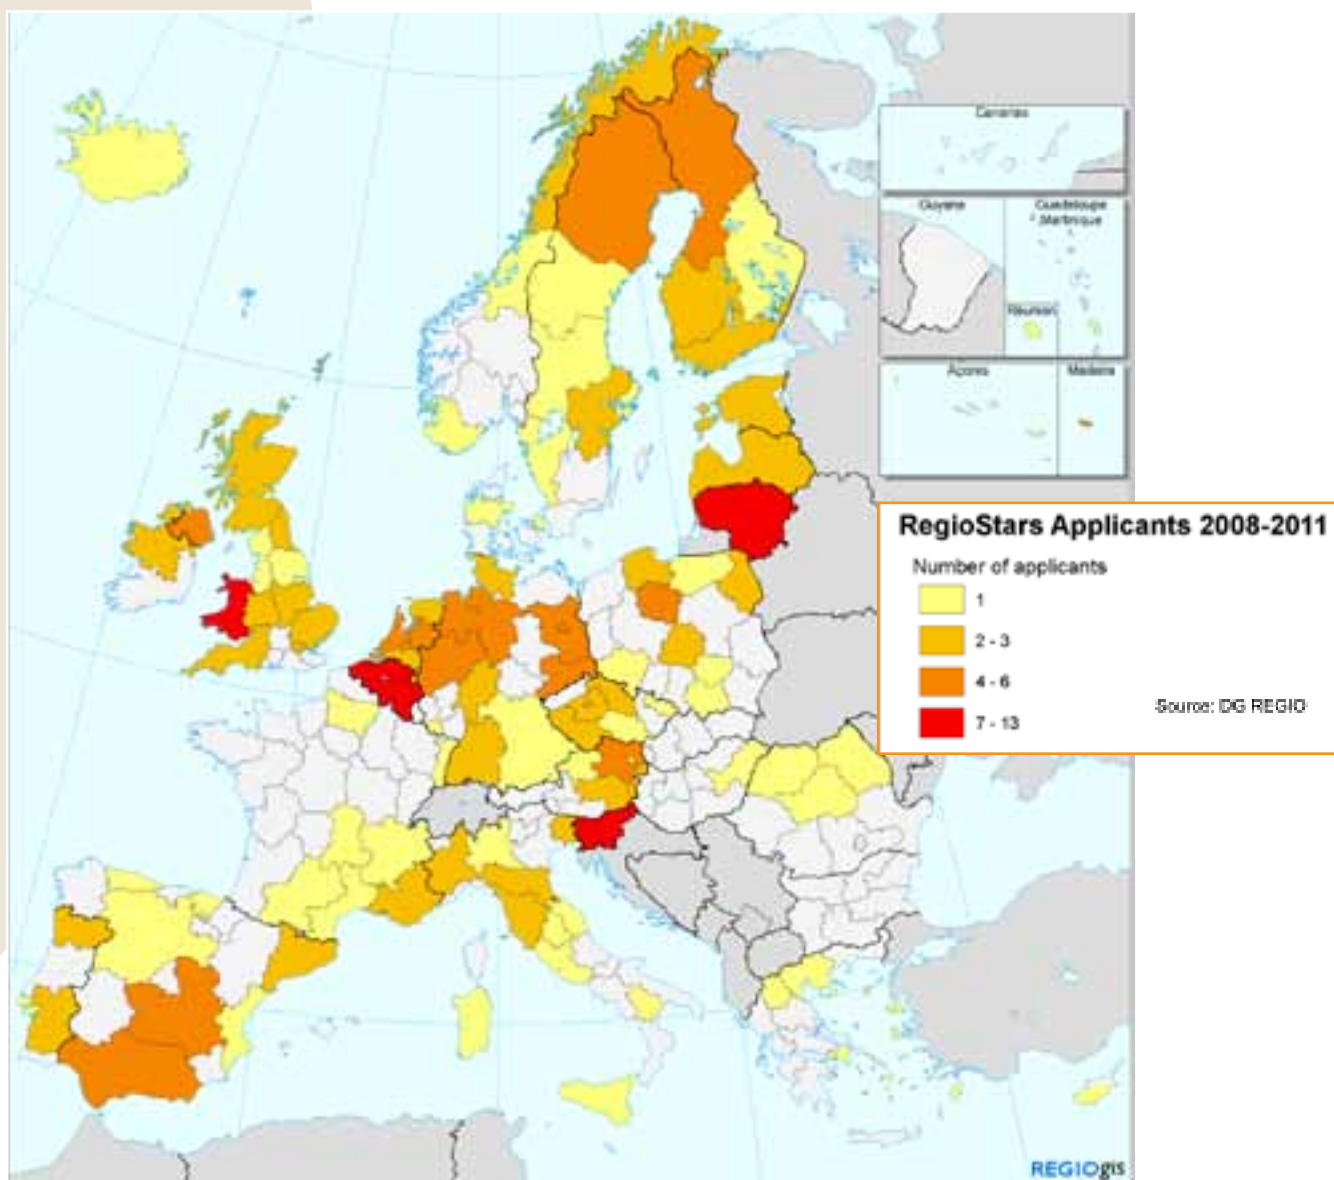 Canarias
Guyane
Guadeloupe
Martinique
Réunion
Açores
Madeira
RegioStars Applicants 2008-2011
Number of applicants
1
2 - 3
4 - 6
7 - 13
Source: DG REGIO
REGIOgis